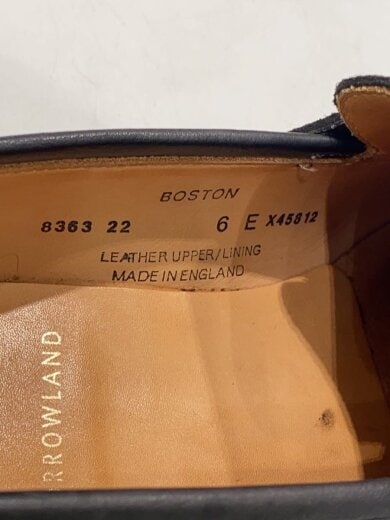 BOSTON
8363 22 6 E X45812
LEATHER UPPER/LINING
MADE IN ENGLAND
RROWLAND